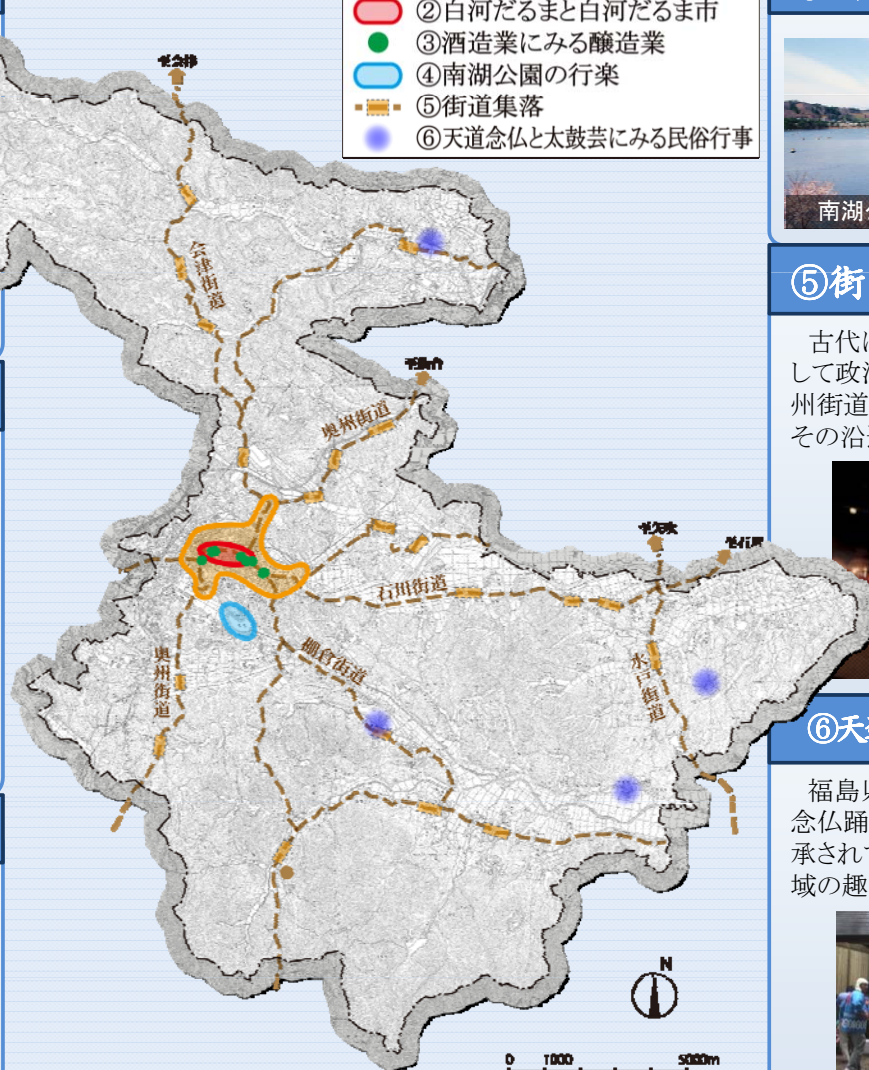 ②白河だるまと白河だるま市
③酒造業にみる醸造業
④南湖公園の行楽
⑤街道集落
⑥天道念仏と太鼓芸にみる民俗行事
会津街道
奥州街道
石川街道
奥州街道
棚倉街道
水戸街道
N
0 1000 5000m
南湖
⑤街
古代
して政
州街道
その沿
⑥天
福島
念仏踊
承されて
域の趣